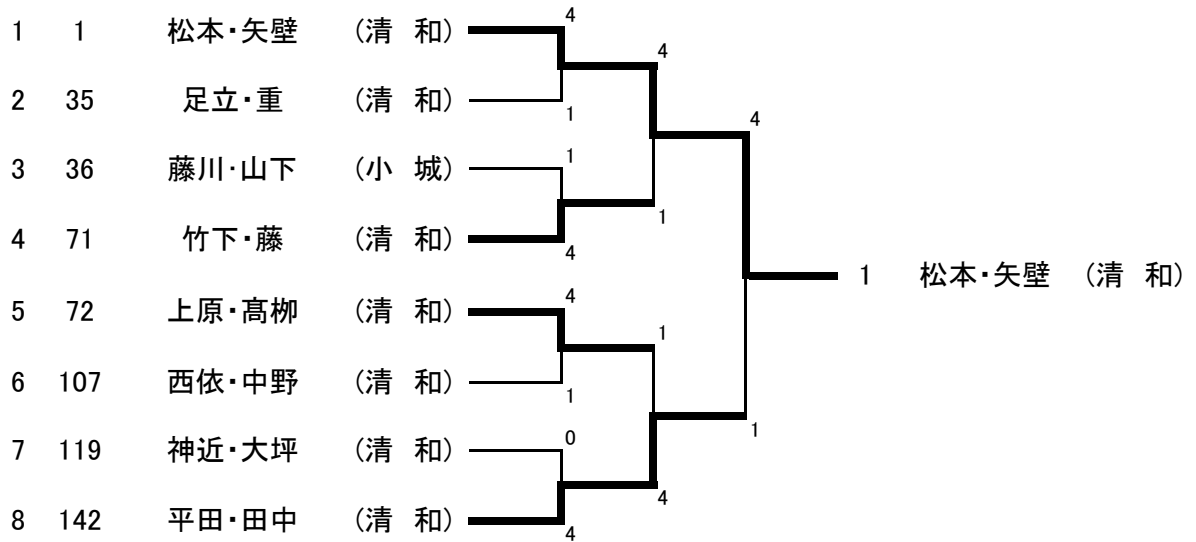 4
1 1 松本・矢壁 (清 和)
4
2 35 足立・重 (清 和)
1
4
3 36 藤川・山下 (小 城)
1
1
4 71 竹下・藤 (清 和)
4
1 松本・矢壁 (清 和)
5 72 上原・髙栁 (清 和)
4
1
6 107 西依・中野 (清 和)
1
1
7 119 神近・大坪 (清 和)
0
4
8 142 平田・田中 (清 和)
4